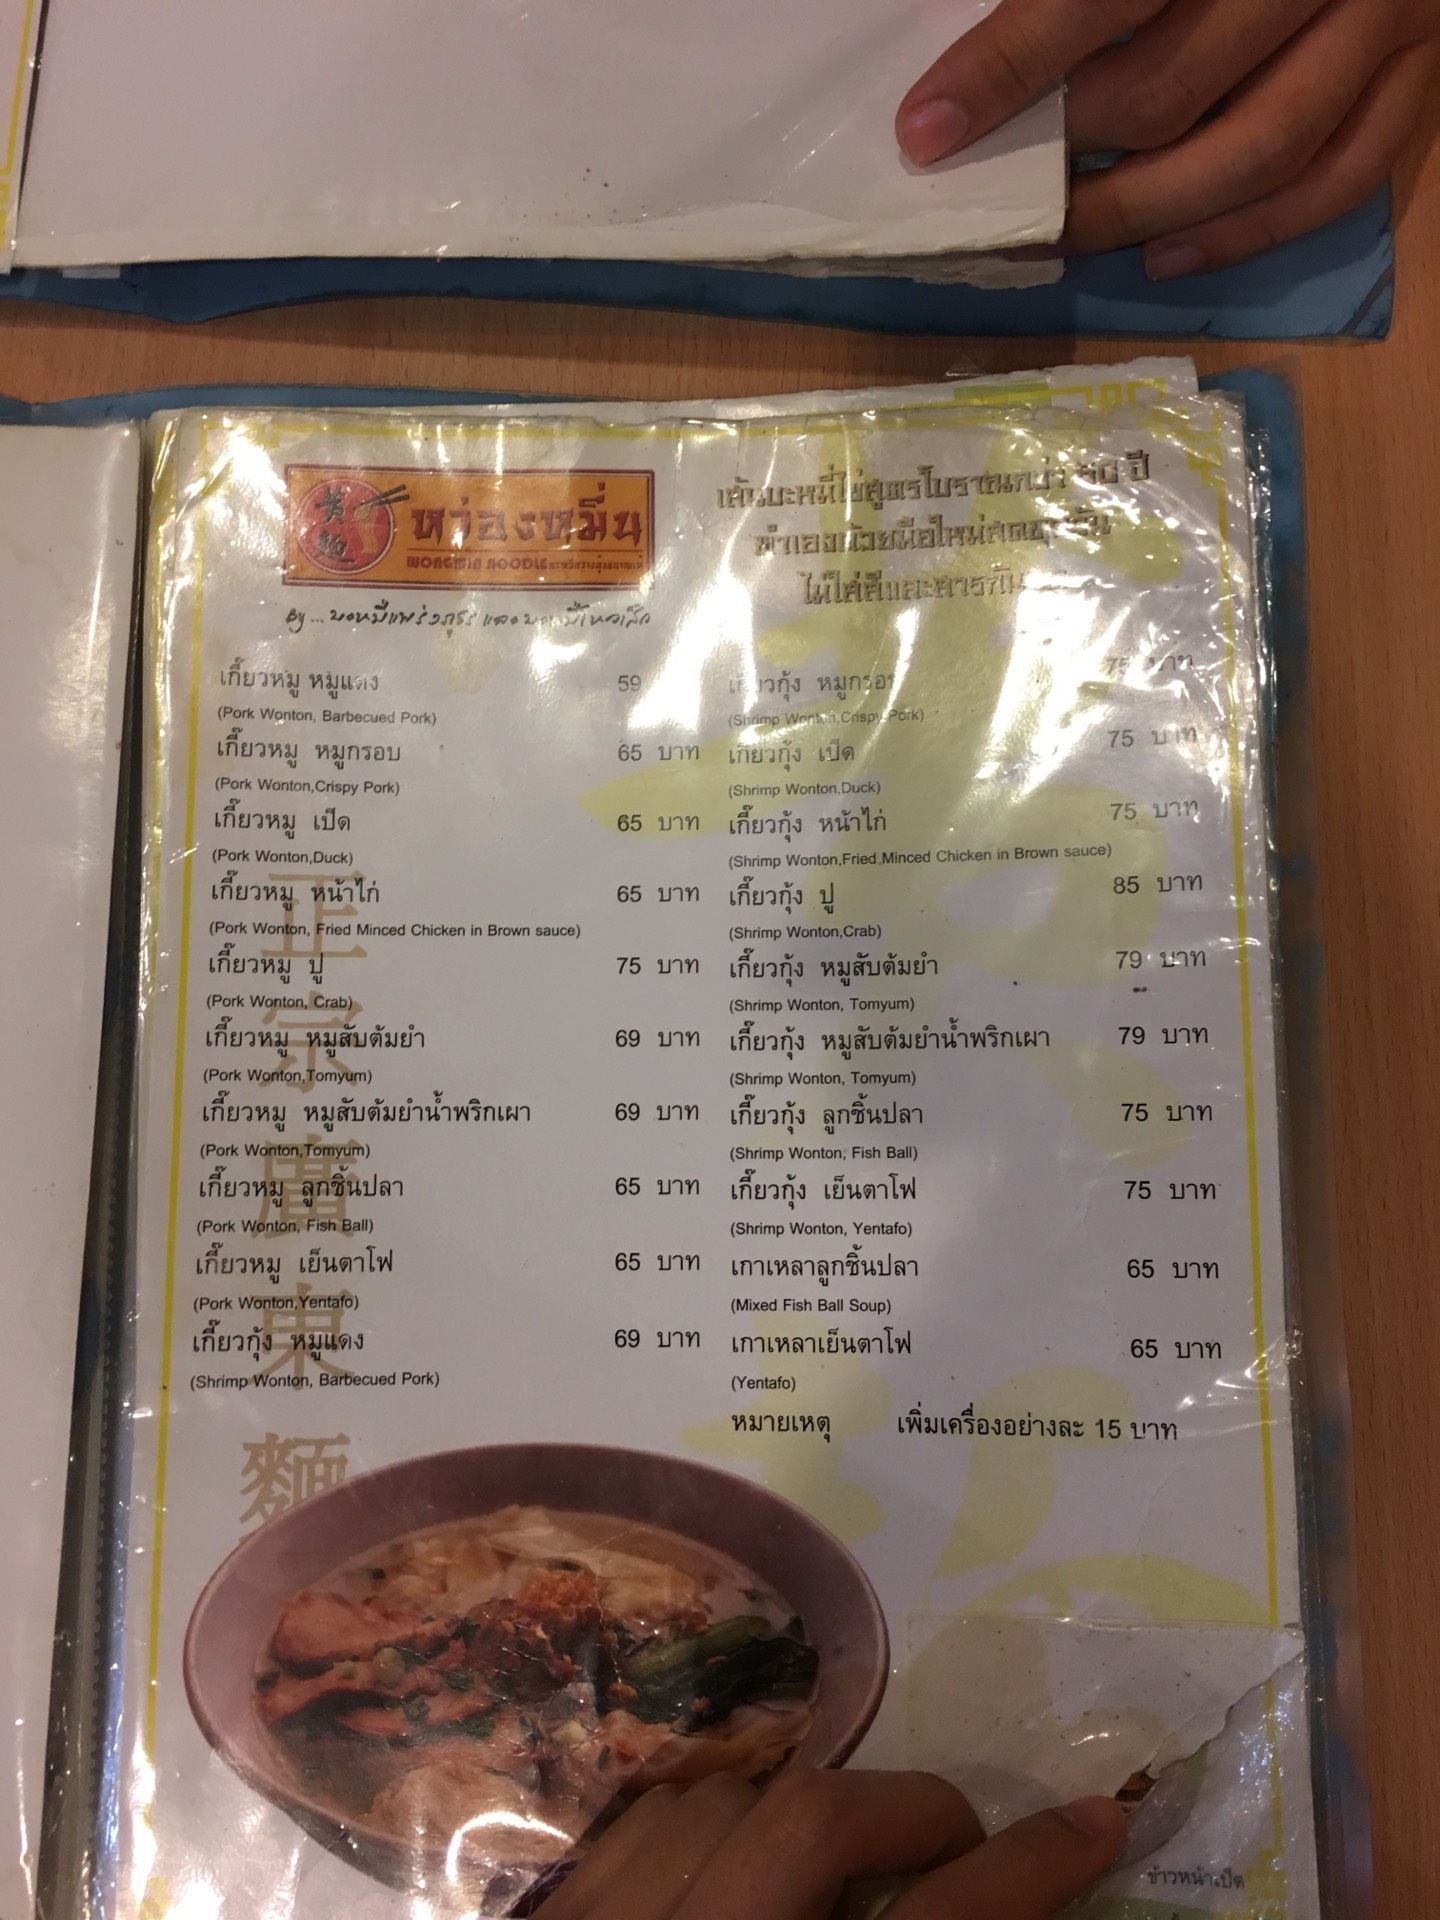 黃
麵
หว่องหมิ่น
WONGMIN NOODLE
เส้นบะหมี่ไข่สูตรโบราณกว่า ปี
ทำเองด้วยมือใหม่สด
ไม่ใส่สีและสารกัน
By ... บะหมี่แพร่งภูธร และ
เกี๊ยวหมู หมูแดง 59
(Pork Wonton, Barbecued Pork)
เกี๊ยวหมู หมูกรอบ 65 บาท
(Pork Wonton,Crispy Pork)
เกี๊ยวหมู เป็ด 65 บาท
(Pork Wonton,Duck)
เกี๊ยวหมู หน้าไก่ 65 บาท
(Pork Wonton, Fried Minced Chicken in Brown sauce)
เกี๊ยวหมู ปู 75 บาท
(Pork Wonton, Crab)
เกี๊ยวหมู หมูสับต้มยำ 69 บาท
(Pork Wonton,Tomyum)
เกี๊ยวหมู หมูสับต้มยำน้ำพริกเผา 69 บาท
(Pork Wonton,Tomyum)
เกี๊ยวหมู ลูกชิ้นปลา 65 บาท
(Pork Wonton, Fish Ball)
เกี๊ยวหมู เย็นตาโฟ 65 บาท
(Pork Wonton,Yentafo)
เกี๊ยวกุ้ง หมูแดง 69 บาท
(Shrimp Wonton, Barbecued Pork)
เกี๊ยวกุ้ง หมูกรอบ 75 บาท
(Shrimp Wonton,Crispy Pork)
เกี๊ยวกุ้ง เป็ด 75 บาท
(Shrimp Wonton,Duck)
เกี๊ยวกุ้ง หน้าไก่ 75 บาท
(Shrimp Wonton,Fried Minced Chicken in Brown sauce)
เกี๊ยวกุ้ง ปู 85 บาท
(Shrimp Wonton,Crab)
เกี๊ยวกุ้ง หมูสับต้มยำ 79 บาท
(Shrimp Wonton, Tomyum)
เกี๊ยวกุ้ง หมูสับต้มยำน้ำพริกเผา 79 บาท
(Shrimp Wonton, Tomyum)
เกี๊ยวกุ้ง ลูกชิ้นปลา 75 บาท
(Shrimp Wonton, Fish Ball)
เกี๊ยวกุ้ง เย็นตาโฟ 75 บาท
(Shrimp Wonton, Yentafo)
เกาเหลาลูกชิ้นปลา 65 บาท
(Mixed Fish Ball Soup)
เกาเหลาเย็นตาโฟ 65 บาท
(Yentafo)
หมายเหตุ เพิ่มเครื่องอย่างละ 15 บาท
正宗廣東麵
ข้าวหน้าเป็ด